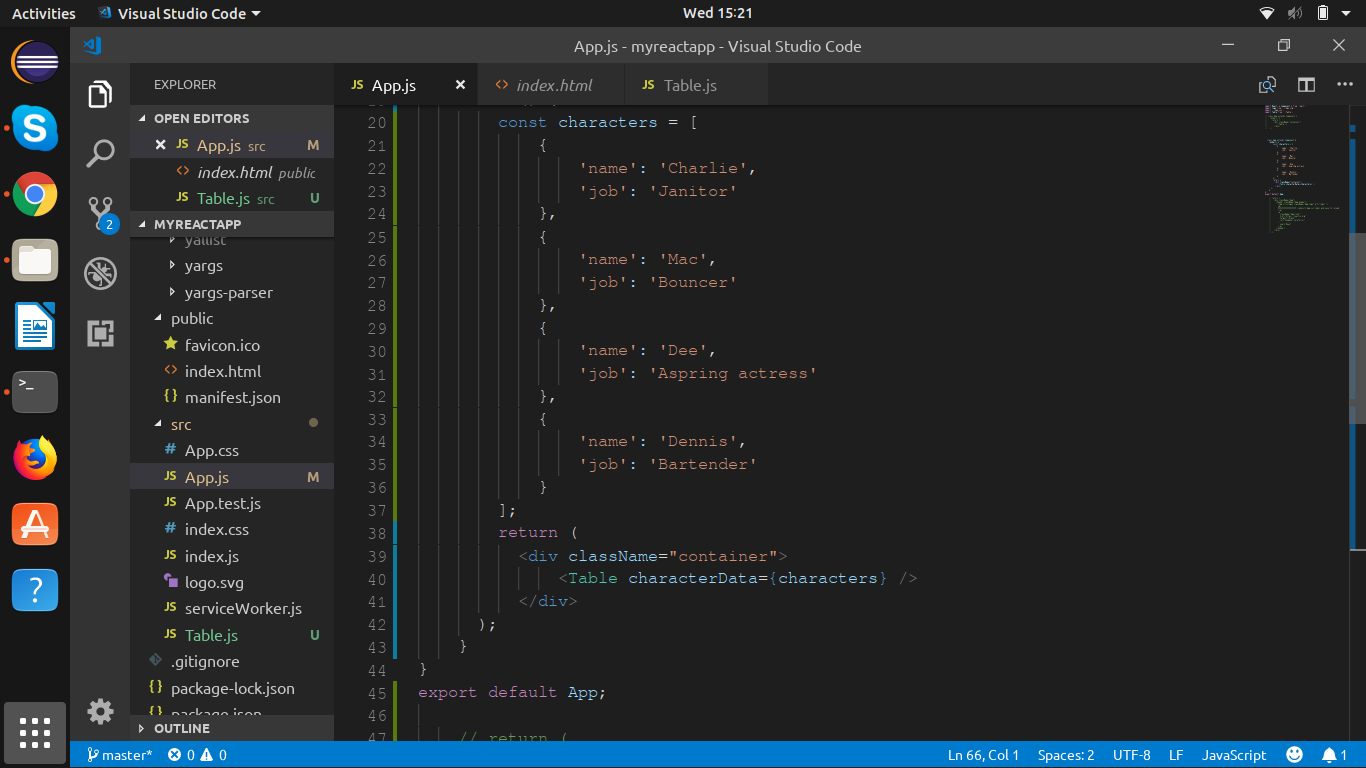 Activities Visual Studio Code Wed 15:21
App.js - myreactapp - Visual Studio Code
EXPLORER
OPEN EDITORS
App.js src M
index.html public
Table.js src U
MYREACTAPP
yallist
yargs
yargs-parser
public
favicon.ico
index.html
manifest.json
src
App.css
App.js M
App.test.js
index.css
index.js
logo.svg
serviceWorker.js
Table.js U
.gitignore
package-lock.json
package.json
OUTLINE
2
JS App.js index.html JS Table.js
20 const characters = [
21 {
22 'name': 'Charlie',
23 'job': 'Janitor'
24 },
25 {
26 'name': 'Mac',
27 'job': 'Bouncer'
28 },
29 {
30 'name': 'Dee',
31 'job': 'Aspring actress'
32 },
33 {
34 'name': 'Dennis',
35 'job': 'Bartender'
36 }
37 ];
38 return (
39 <div className="container">
40 <Table characterData={characters} />
41 </div>
42 );
43 }
44 }
45 export default App;
46
47 // return (
master* 0 0 Ln 66, Col 1 Spaces: 2 UTF-8 LF JavaScript 1